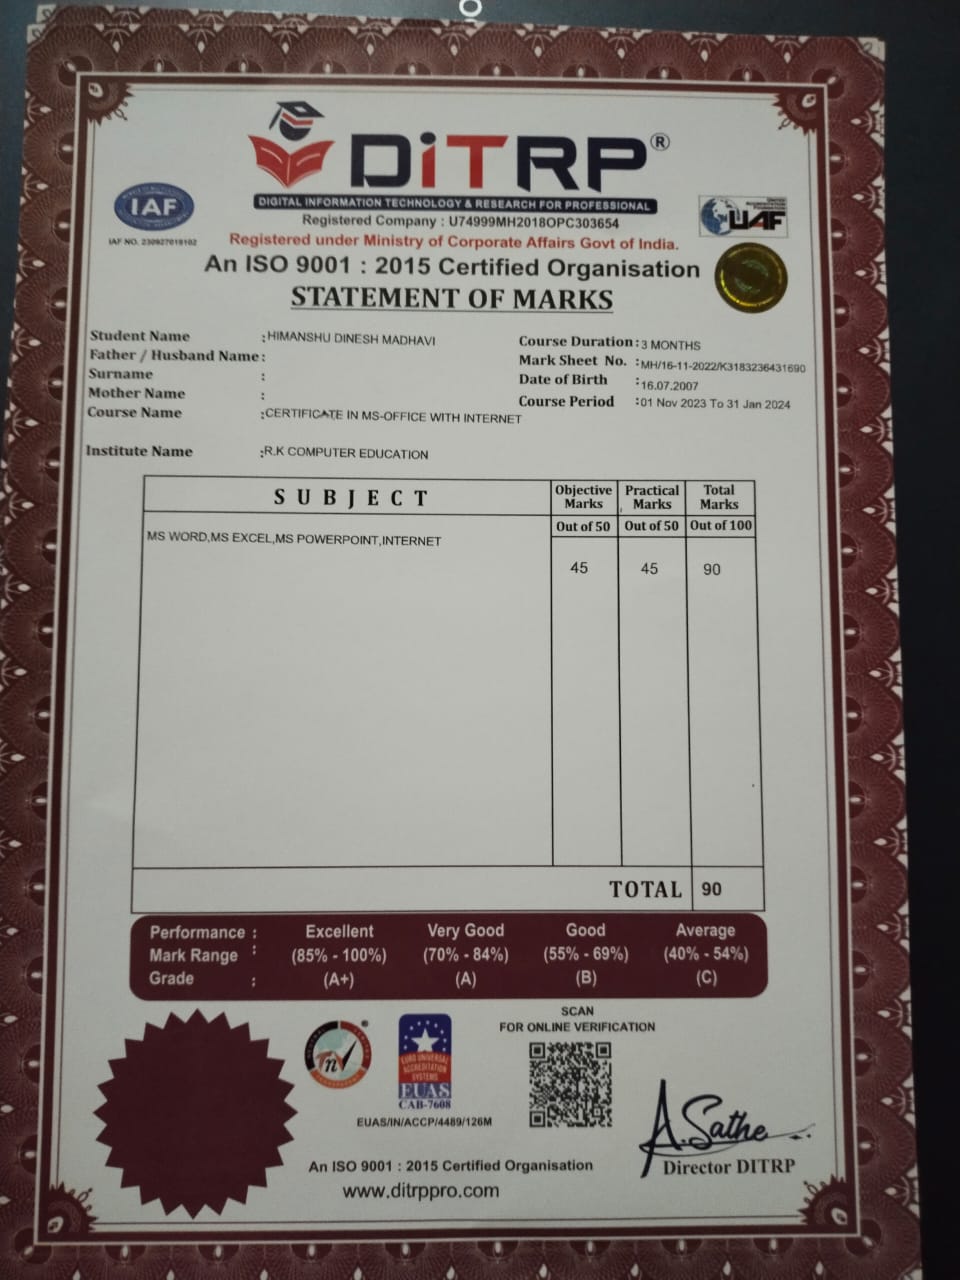 DiTRP®
DIGITAL INFORMATION TECHNOLOGY & RESEARCH FOR PROFESSIONAL
Registered Company : U74999MH2018OPC303654
Registered under Ministry of Corporate Affairs Govt of India.
An ISO 9001 : 2015 Certified Organisation
STATEMENT OF MARKS
IAF
IAF NO. 230927019102
UNITED ACCREDITATION FOUNDATION
UAF
Student Name :HIMANSHU DINESH MADHAVI
Father / Husband Name :
Surname :
Mother Name :
Course Name :CERTIFICATE IN MS-OFFICE WITH INTERNET
Institute Name :R.K COMPUTER EDUCATION
Course Duration :3 MONTHS
Mark Sheet No. :MH/16-11-2022/K3183236431690
Date of Birth :16.07.2007
Course Period :01 Nov 2023 To 31 Jan 2024
SUBJECT Objective Marks Practical Marks Total Marks
Out of 50 Out of 50 Out of 100
MS WORD,MS EXCEL,MS POWERPOINT,INTERNET
45 45 90
TOTAL 90
Performance : Excellent Very Good Good Average
Mark Range : (85% - 100%) (70% - 84%) (55% - 69%) (40% - 54%)
Grade : (A+) (A) (B) (C)
SCAN
FOR ONLINE VERIFICATION
EURO UNIVERSAL
ACCREDITATION
SYSTEMS
EUAS
CAB-7608
EUAS/IN/ACCP/4489/126M
A.Sathe
Director DITRP
An ISO 9001 : 2015 Certified Organisation
www.ditrppro.com